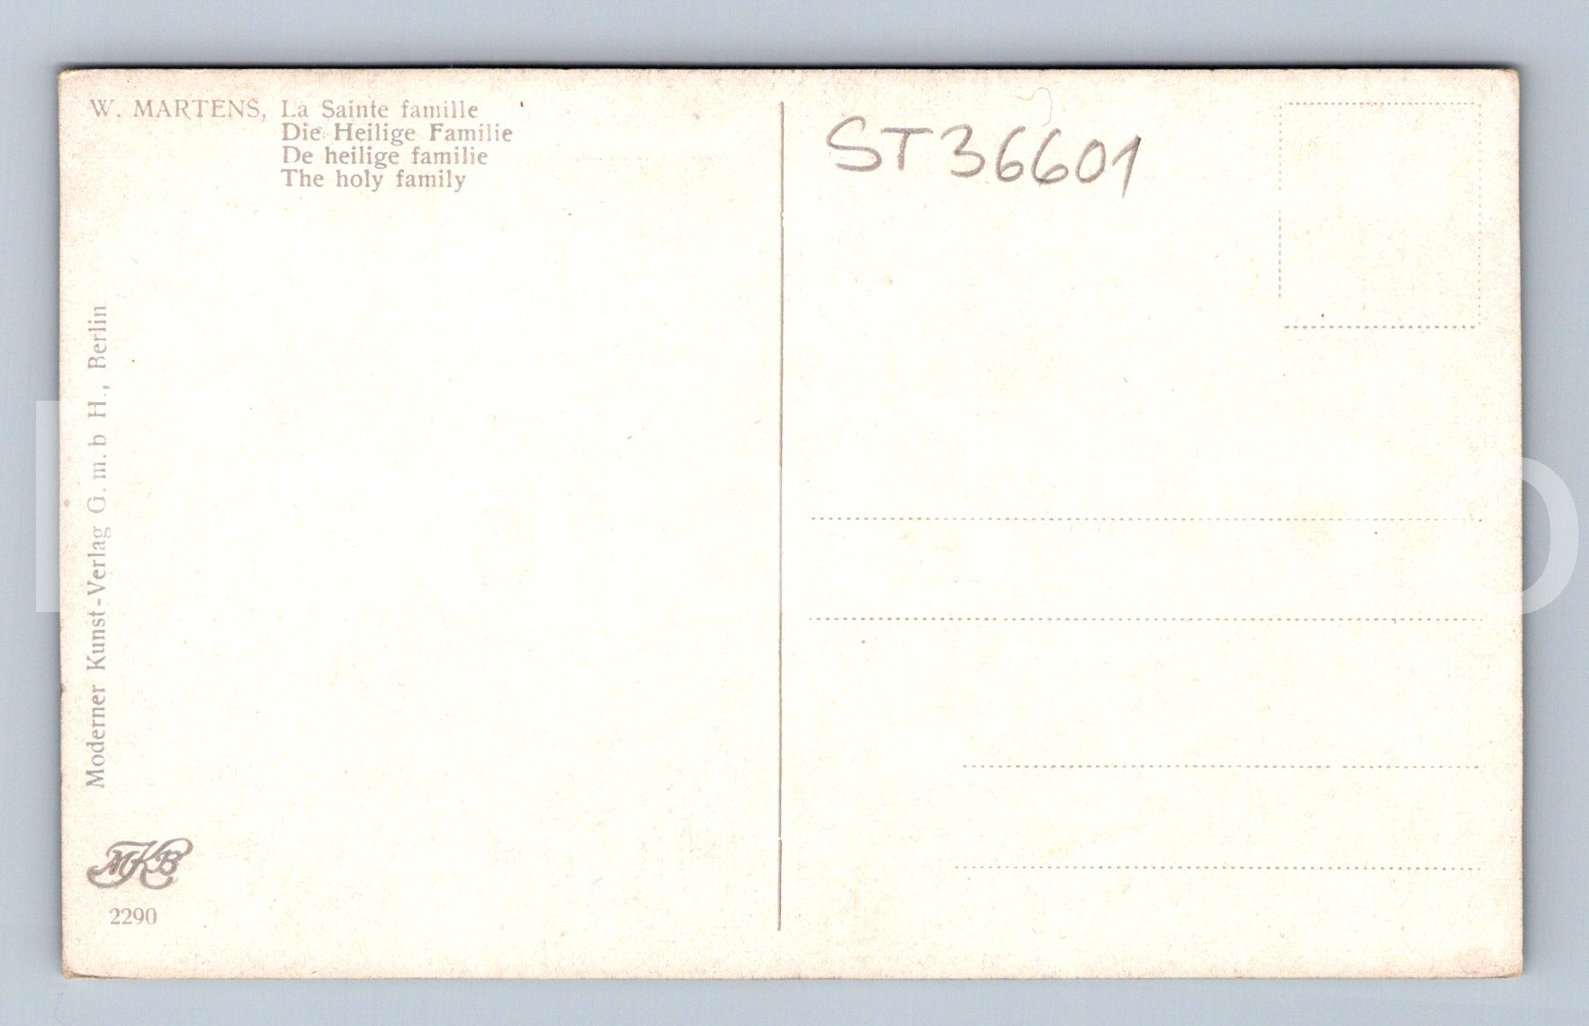 W. MARTENS, La Sainte famille
Die Heilige Familie
De heilige familie
The holy family
ST36601
Moderner Kunst-Verlag G. m. b H., Berlin
MKB
2290